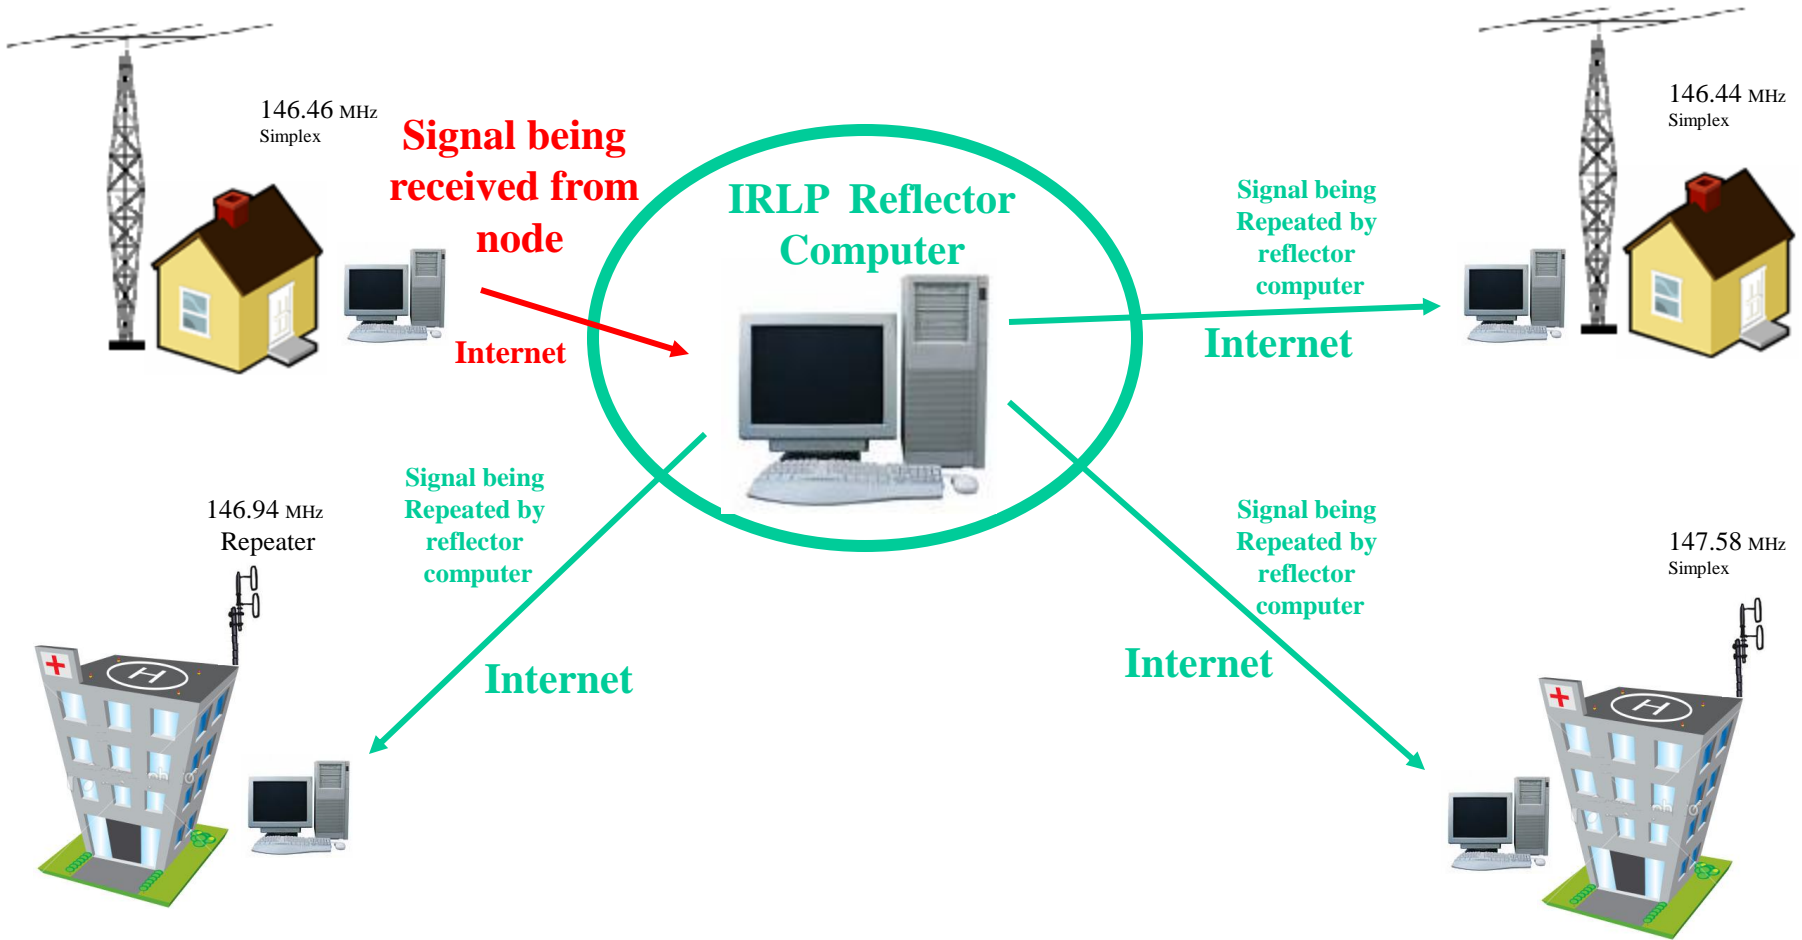 146.46 MHz
Simplex
Signal being
received from
node
Internet
IRLP Reflector
Computer
Signal being
Repeated by
reflector
computer
Internet
146.44 MHz
Simplex
146.94 MHz
Repeater
Signal being
Repeated by
reflector
computer
Internet
Signal being
Repeated by
reflector
computer
Internet
147.58 MHz
Simplex
H
H